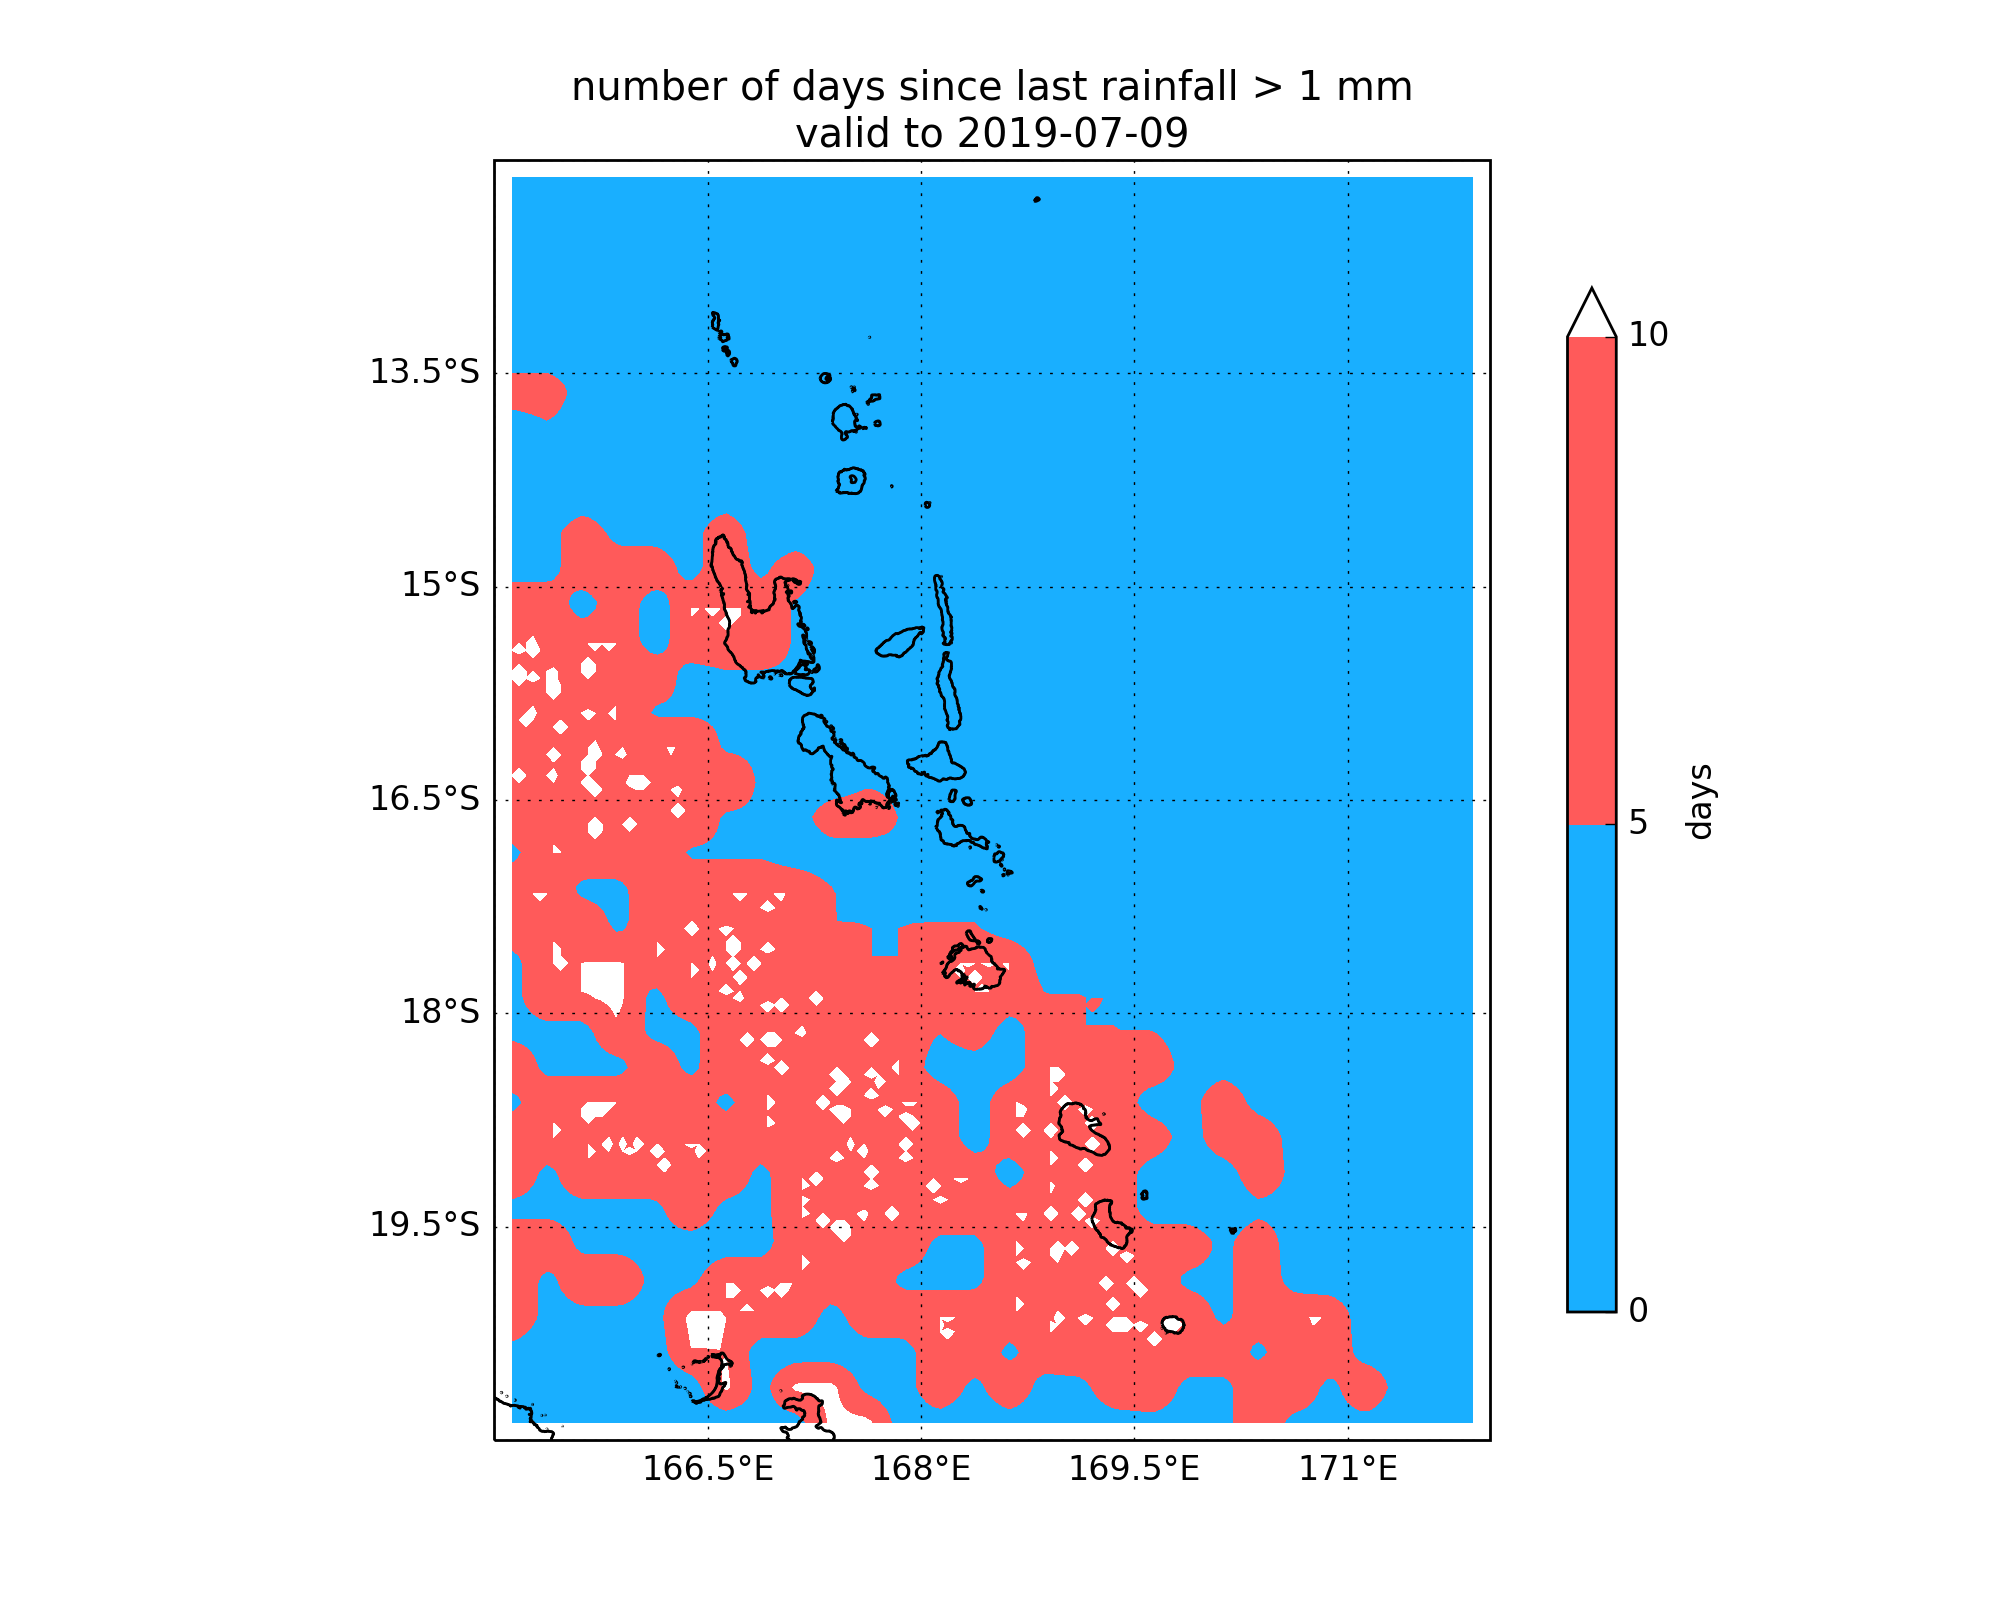 number of days since last rainfall > 1 mm
valid to 2019-07-09
13.5°S
15°S
16.5°S
18°S
19.5°S
166.5°E
168°E
169.5°E
171°E
10
5
0
days